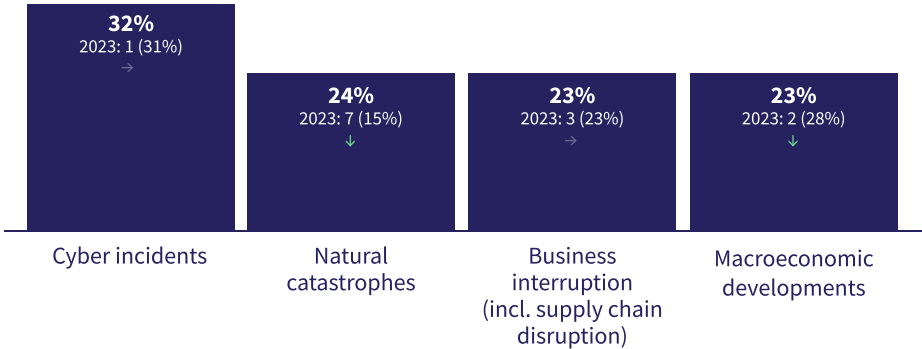 32%
2023: 1 (31%)
→
24%
2023: 7 (15%)
↓
23%
2023: 3 (23%)
→
23%
2023: 2 (28%)
↓
Cyber incidents
Natural
catastrophes
Business
interruption
(incl. supply chain
disruption)
Macroeconomic
developments